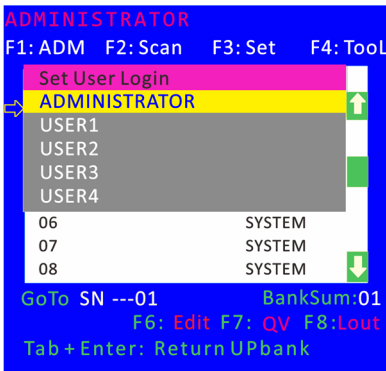 ADMINISTRATOR
F1: ADM F2: Scan F3: Set F4: TooL
Set User Login
ADMINISTRATOR
USER1
USER2
USER3
USER4
06 SYSTEM
07 SYSTEM
08 SYSTEM
GoTo SN ---01 BankSum:01
F6: Edit F7: QV F8:Lout
Tab+Enter: Return UPbank